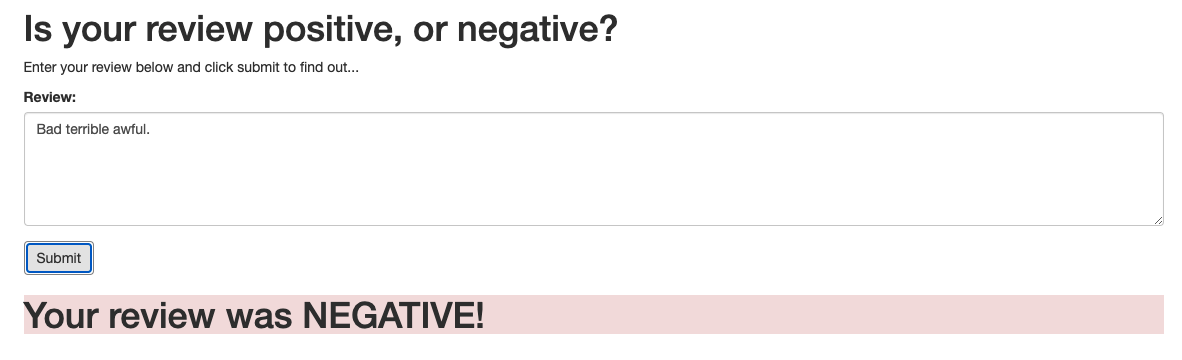 Is your review positive, or negative?
Enter your review below and click submit to find out...
Review:
Bad terrible awful.
Submit
Your review was NEGATIVE!